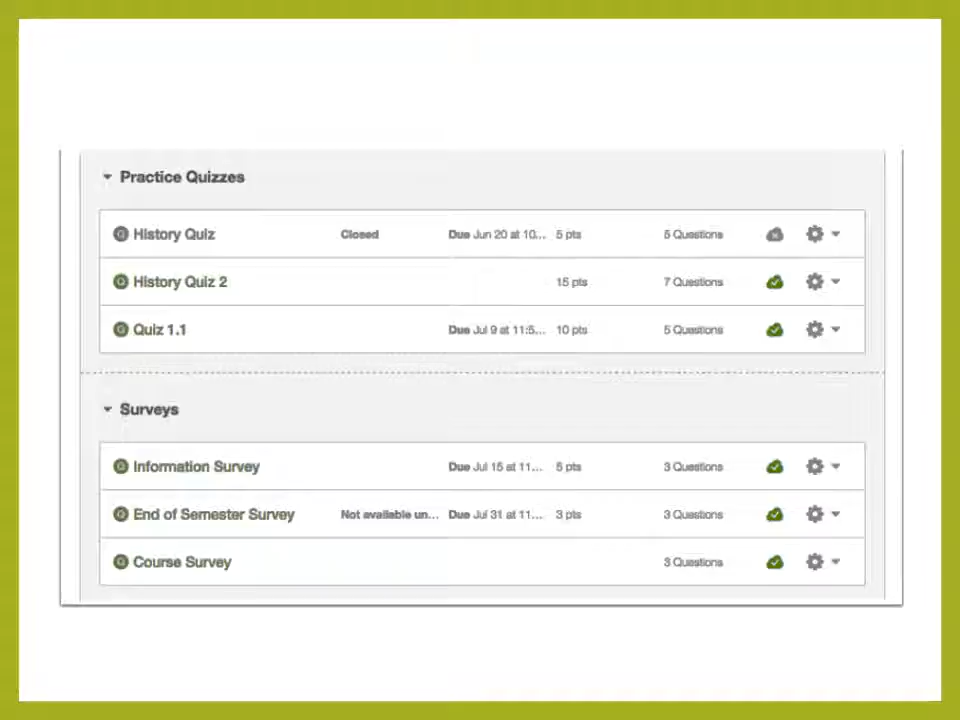 Practice Quizzes
History Quiz Closed Due Jun 20 at 10... 5 pts 5 Questions
History Quiz 2 15 pts 7 Questions
Quiz 1.1 Due Jul 9 at 11:5... 10 pts 5 Questions
Surveys
Information Survey Due Jul 15 at 11... 5 pts 3 Questions
End of Semester Survey Not available un... Due Jul 31 at 11... 3 pts 3 Questions
Course Survey 3 Questions